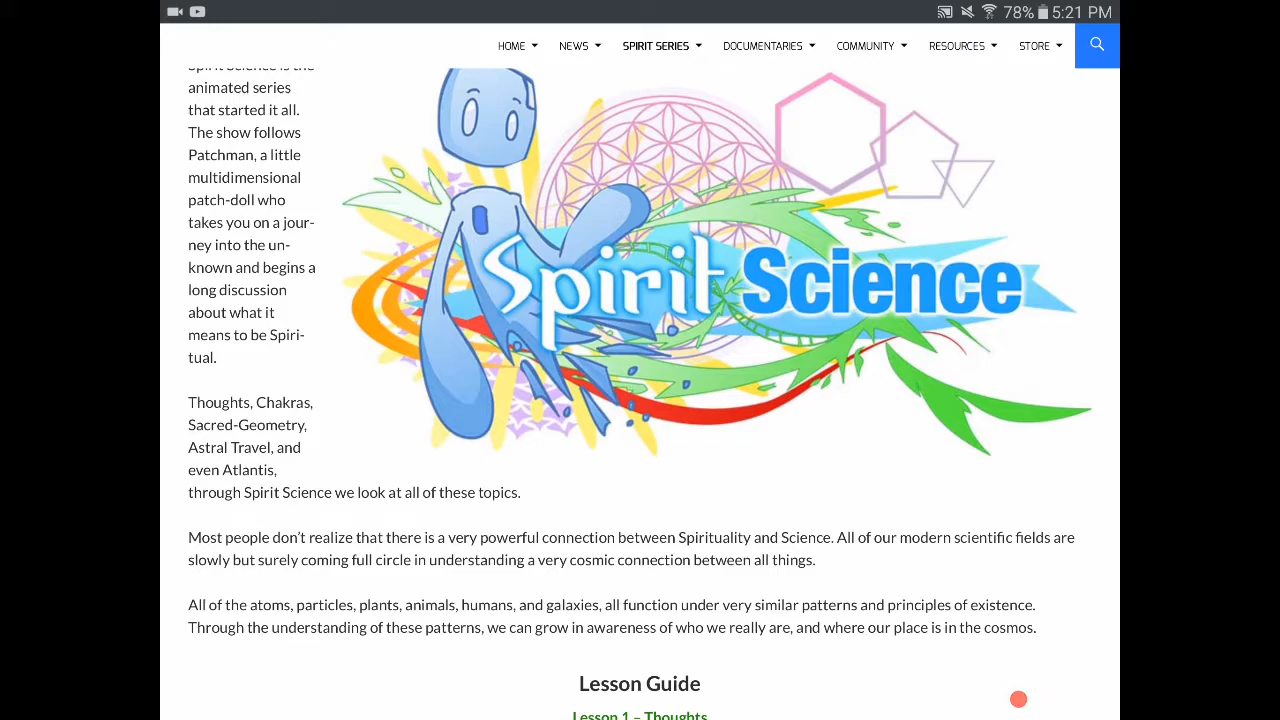 78% 5:21 PM
HOME NEWS SPIRIT SERIES DOCUMENTARIES COMMUNITY RESOURCES STORE
Spirit Science is the
animated series
that started it all.
The show follows
Patchman, a little
multidimensional
patch-doll who
takes you on a jour-
ney into the un-
known and begins a
long discussion
about what it
means to be Spiri-
tual.
Spirit Science
Thoughts, Chakras,
Sacred-Geometry,
Astral Travel, and
even Atlantis,
through Spirit Science we look at all of these topics.
Most people don’t realize that there is a very powerful connection between Spirituality and Science. All of our modern scientific fields are
slowly but surely coming full circle in understanding a very cosmic connection between all things.
All of the atoms, particles, plants, animals, humans, and galaxies, all function under very similar patterns and principles of existence.
Through the understanding of these patterns, we can grow in awareness of who we really are, and where our place is in the cosmos.
Lesson Guide
Lesson 1 – Thoughts